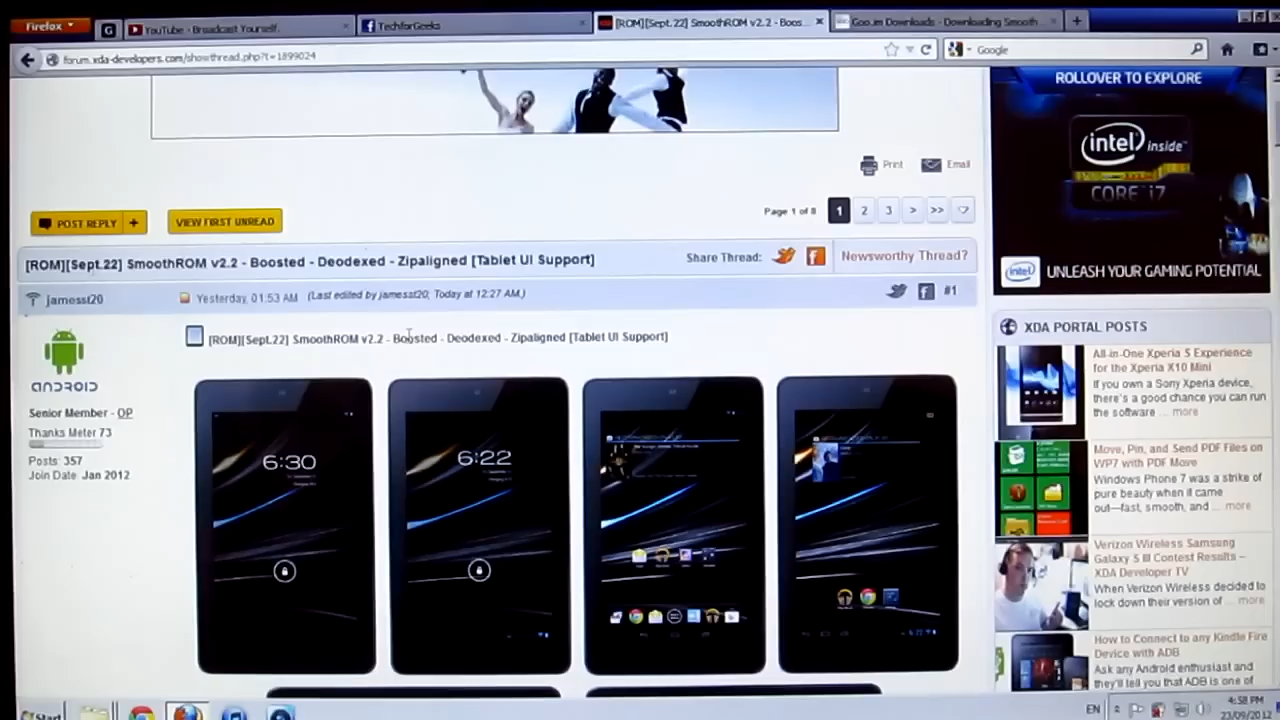 Firefox
G
YouTube - Broadcast Yourself.
TechforGeeks
[ROM][Sept.22] SmoothROM v2.2 - Boos...
Goo.im Downloads - Downloading Smooth...
forum.xda-developers.com/showthread.php?t=1899024
Google
ROLLOVER TO EXPLORE
intel inside™
CORE i7
intel
UNLEASH YOUR GAMING POTENTIAL
Print
Email
POST REPLY +
VIEW FIRST UNREAD
Page 1 of 8
1 2 3 > >>
[ROM][Sept.22] SmoothROM v2.2 - Boosted - Deodexed - Zipaligned [Tablet UI Support]
Share Thread:
Newsworthy Thread?
jamesst20
Yesterday, 01:53 AM (Last edited by jamesst20; Today at 12:27 AM.)
#1
ANDROID
Senior Member - OP
Thanks Meter 73
Posts: 357
Join Date: Jan 2012
[ROM][Sept.22] SmoothROM v2.2 - Boosted - Deodexed - Zipaligned [Tablet UI Support]
6:30
6:22
XDA PORTAL POSTS
All-in-One Xperia S Experience
for the Xperia X10 Mini
If you own a Sony Xperia device,
there's a good chance you can run
the software ... more
Move, Pin, and Send PDF Files on
WP7 with PDF Move
Windows Phone 7 was a strike of
pure beauty when it came
out—fast, smooth, and ... more
Verizon Wireless Samsung
Galaxy S III Contest Results –
XDA Developer TV
When Verizon Wireless decided to
lock down their version of ... more
How to Connect to any Kindle Fire
Device with ADB
Ask any Android enthusiast and
they'll tell you that ADB is one of
Start
EN
4:58 PM
23/09/2012